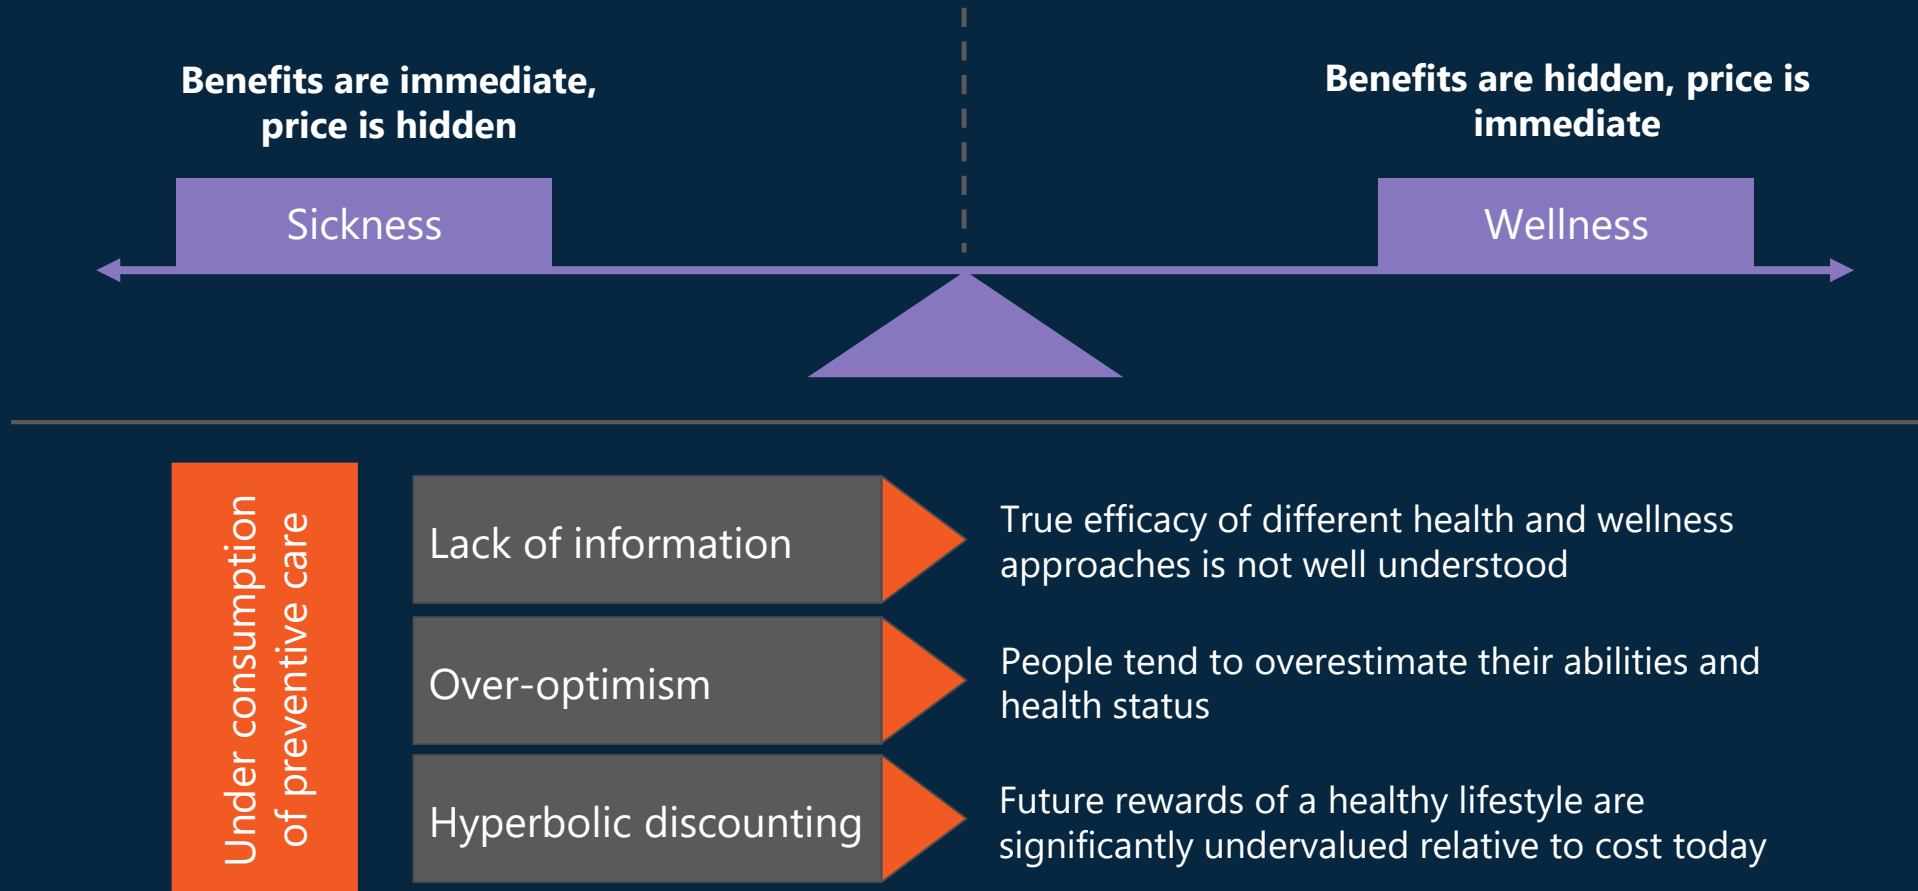 Benefits are immediate,
price is hidden
Benefits are hidden, price is
immediate
Sickness
Wellness
Under consumption
of preventive care
Lack of information
True efficacy of different health and wellness
approaches is not well understood
Over-optimism
People tend to overestimate their abilities and
health status
Hyperbolic discounting
Future rewards of a healthy lifestyle are
significantly undervalued relative to cost today